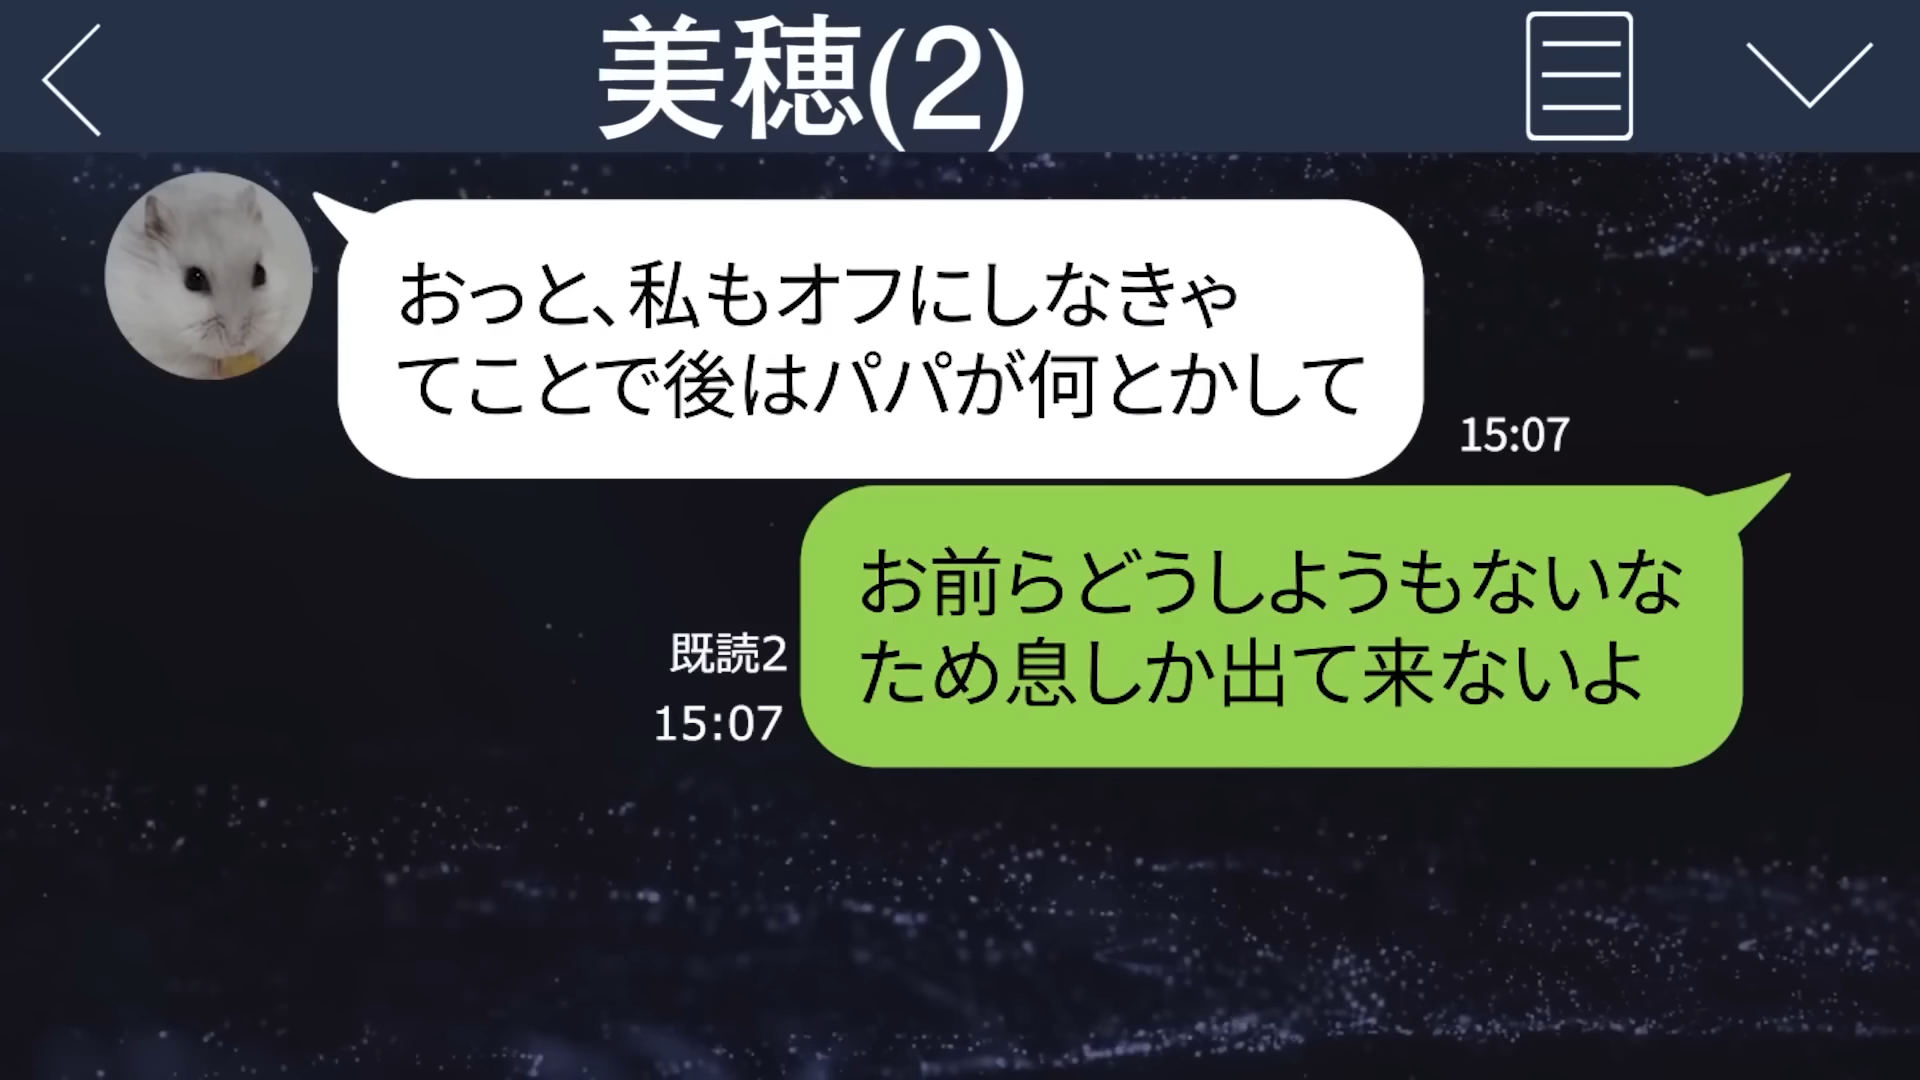 美穂(2)
おっと、私もオフにしなきゃ
てことで後はパパが何とかして
15:07
お前らどうしようもないな
ため息しか出て来ないよ
既読2
15:07